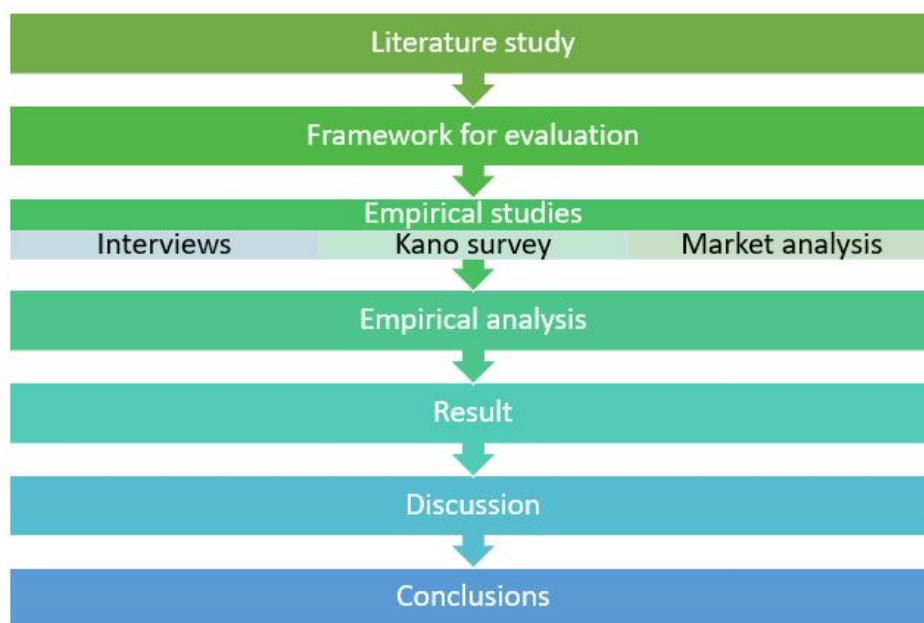 Literature study
Framework for evaluation
Empirical studies
Interviews Kano survey Market analysis
Empirical analysis
Result
Discussion
Conclusions